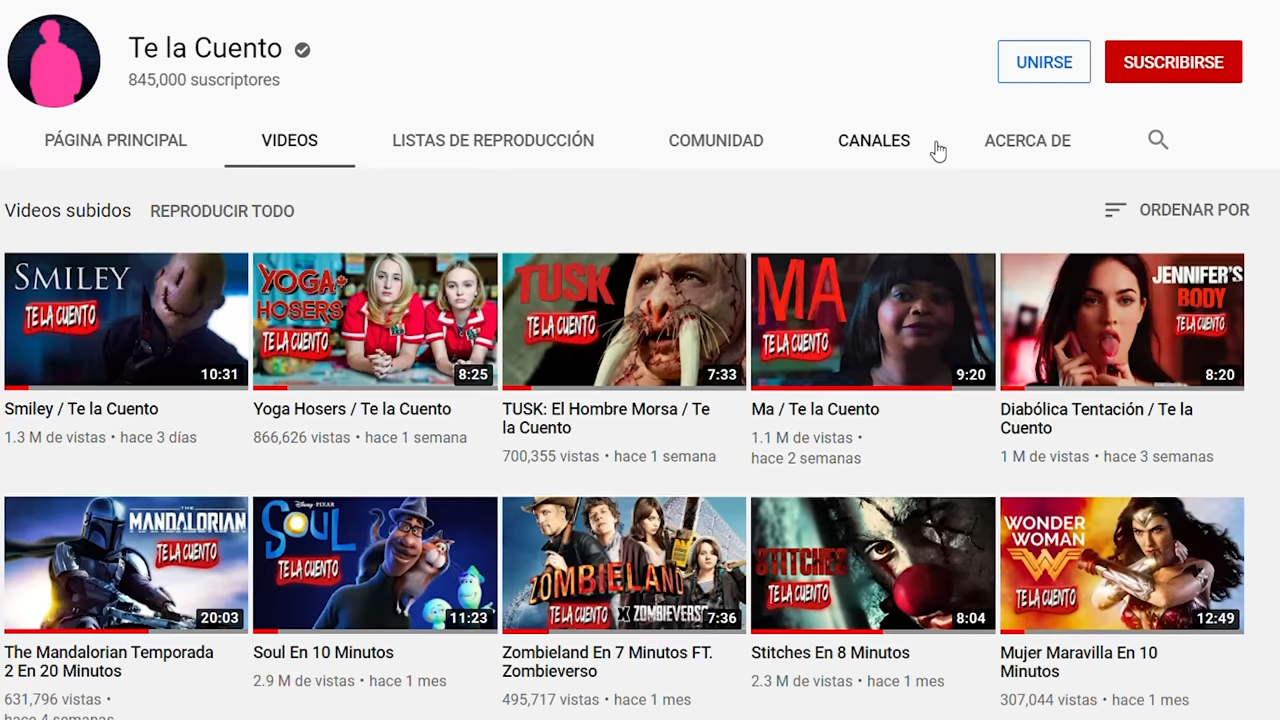 Te la Cuento
845,000 suscriptores
UNIRSE
SUSCRIBIRSE
PÁGINA PRINCIPAL
VIDEOS
LISTAS DE REPRODUCCIÓN
COMUNIDAD
CANALES
ACERCA DE
Videos subidos
REPRODUCIR TODO
ORDENAR POR
SMILEY
TE LA CUENTO
10:31
YOGA
HOSERS
TE LA CUENTO
8:25
TUSK
TE LA CUENTO
7:33
MA
TE LA CUENTO
9:20
JENNIFER'S
BODY
TE LA CUENTO
8:20
Smiley / Te la Cuento
1.3 M de vistas • hace 3 días
Yoga Hosers / Te la Cuento
866,626 vistas • hace 1 semana
TUSK: El Hombre Morsa / Te
la Cuento
700,355 vistas • hace 1 semana
Ma / Te la Cuento
1.1 M de vistas •
hace 2 semanas
Diabólica Tentación / Te la
Cuento
1 M de vistas • hace 3 semanas
THE
MANDALORIAN
TE LA CUENTO
20:03
Disney PIXAR
SOUL
TE LA CUENTO
11:23
ZOMBIELAND
TE LA CUENTO X ZOMBIEVERS
7:36
STITCHES
TE LA CUENTO
8:04
WONDER
WOMAN
TE LA CUENTO
12:49
The Mandalorian Temporada
2 En 20 Minutos
631,796 vistas •
hace 4 semanas
Soul En 10 Minutos
2.9 M de vistas • hace 1 mes
Zombieland En 7 Minutos FT.
Zombieverso
495,717 vistas • hace 1 mes
Stitches En 8 Minutos
2.3 M de vistas • hace 1 mes
Mujer Maravilla En 10
Minutos
307,044 vistas • hace 1 mes